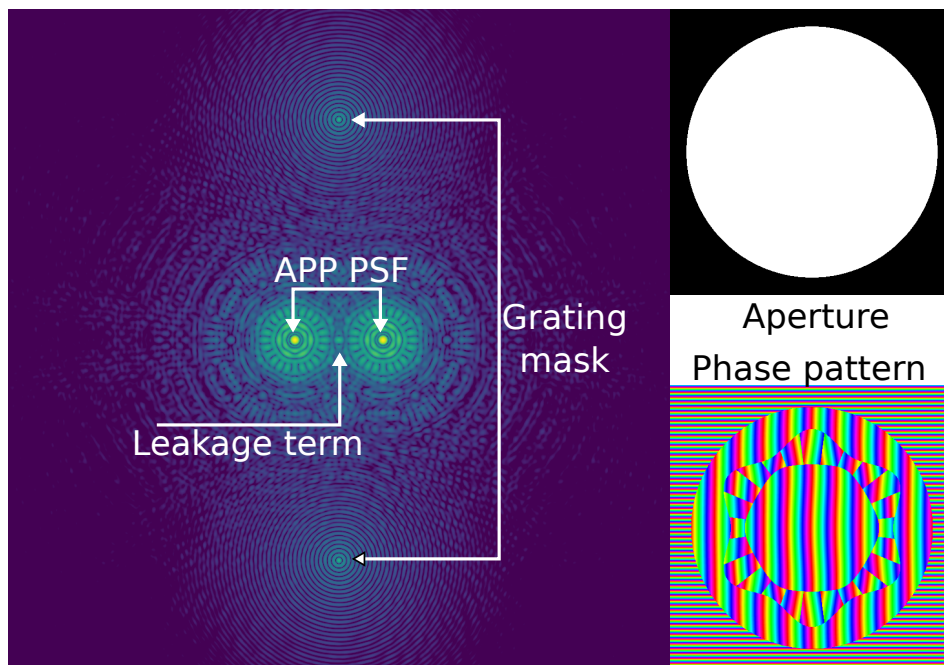 APP PSF
Grating
mask
Leakage term
Aperture
Phase pattern